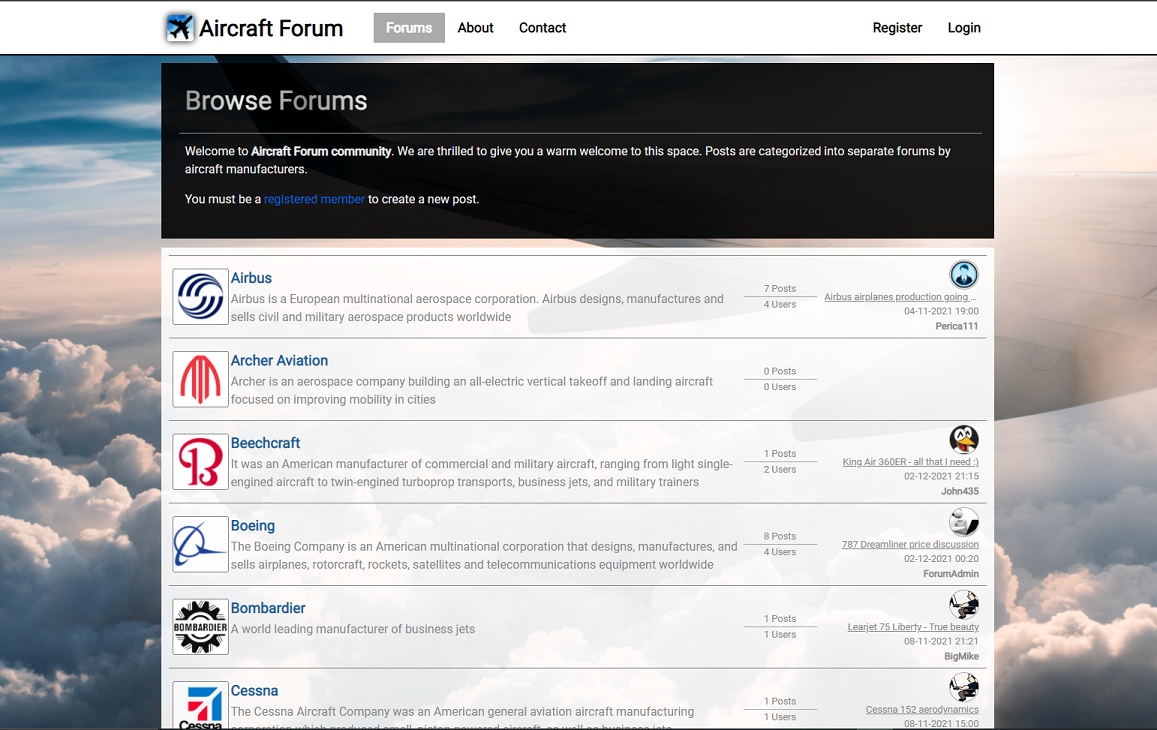 Aircraft Forum
Forums
About
Contact
Register
Login
Browse Forums
Welcome to Aircraft Forum community. We are thrilled to give you a warm welcome to this space. Posts are categorized into separate forums by
aircraft manufacturers.
You must be a registered member to create a new post.
Airbus
Airbus is a European multinational aerospace corporation. Airbus designs, manufactures and
sells civil and military aerospace products worldwide
7 Posts
4 Users
Airbus airplanes production going ...
04-11-2021 19:00
Perica111
Archer Aviation
Archer is an aerospace company building an all-electric vertical takeoff and landing aircraft
focused on improving mobility in cities
0 Posts
0 Users
Beechcraft
It was an American manufacturer of commercial and military aircraft, ranging from light single-
engined aircraft to twin-engined turboprop transports, business jets, and military trainers
1 Posts
2 Users
King Air 360ER - all that I need :)
02-12-2021 21:15
John435
Boeing
The Boeing Company is an American multinational corporation that designs, manufactures, and
sells airplanes, rotorcraft, rockets, satellites and telecommunications equipment worldwide
8 Posts
4 Users
787 Dreamliner price discussion
02-12-2021 00:20
ForumAdmin
BOMBARDIER
Bombardier
A world leading manufacturer of business jets
1 Posts
1 Users
Learjet 75 Liberty - True beauty
08-11-2021 21:21
BigMike
Cessna
Cessna
The Cessna Aircraft Company was an American general aviation aircraft manufacturing
corporation which produced small, piston-powered aircraft, as well as business jets
1 Posts
1 Users
Cessna 152 aerodynamics
08-11-2021 15:00